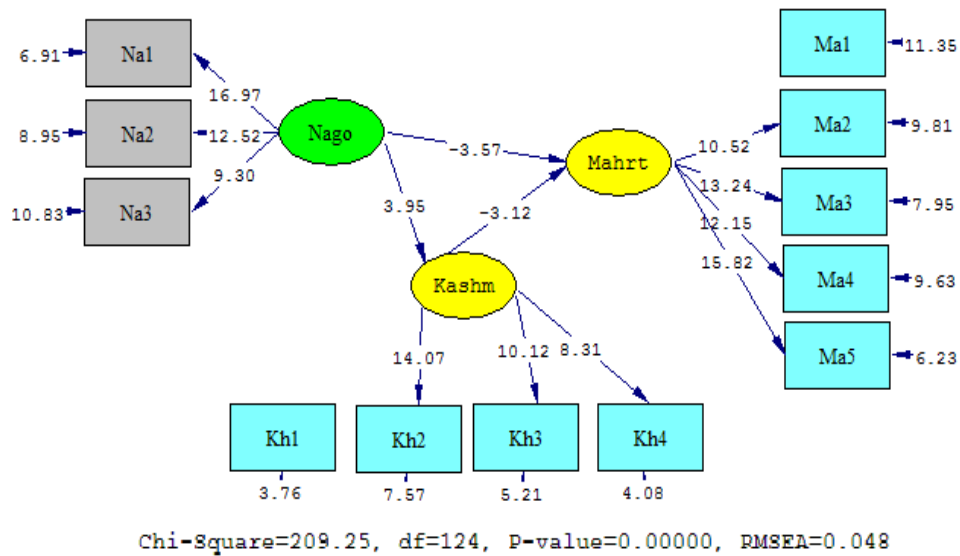 Na1
6.91
16.97
Na2
8.95
12.52
Na3
10.83
9.30
Nago
-3.57
3.95
-3.12
Mahrt
Kashm
Ma1
11.35
Ma2
9.81
10.52
Ma3
7.95
13.24
Ma4
9.63
12.15
Ma5
6.23
15.82
14.07
10.12
8.31
Kh1
Kh2
Kh3
Kh4
3.76
7.57
5.21
4.08
Chi-Square=209.25, df=124, P-value=0.00000, RMSEA=0.048